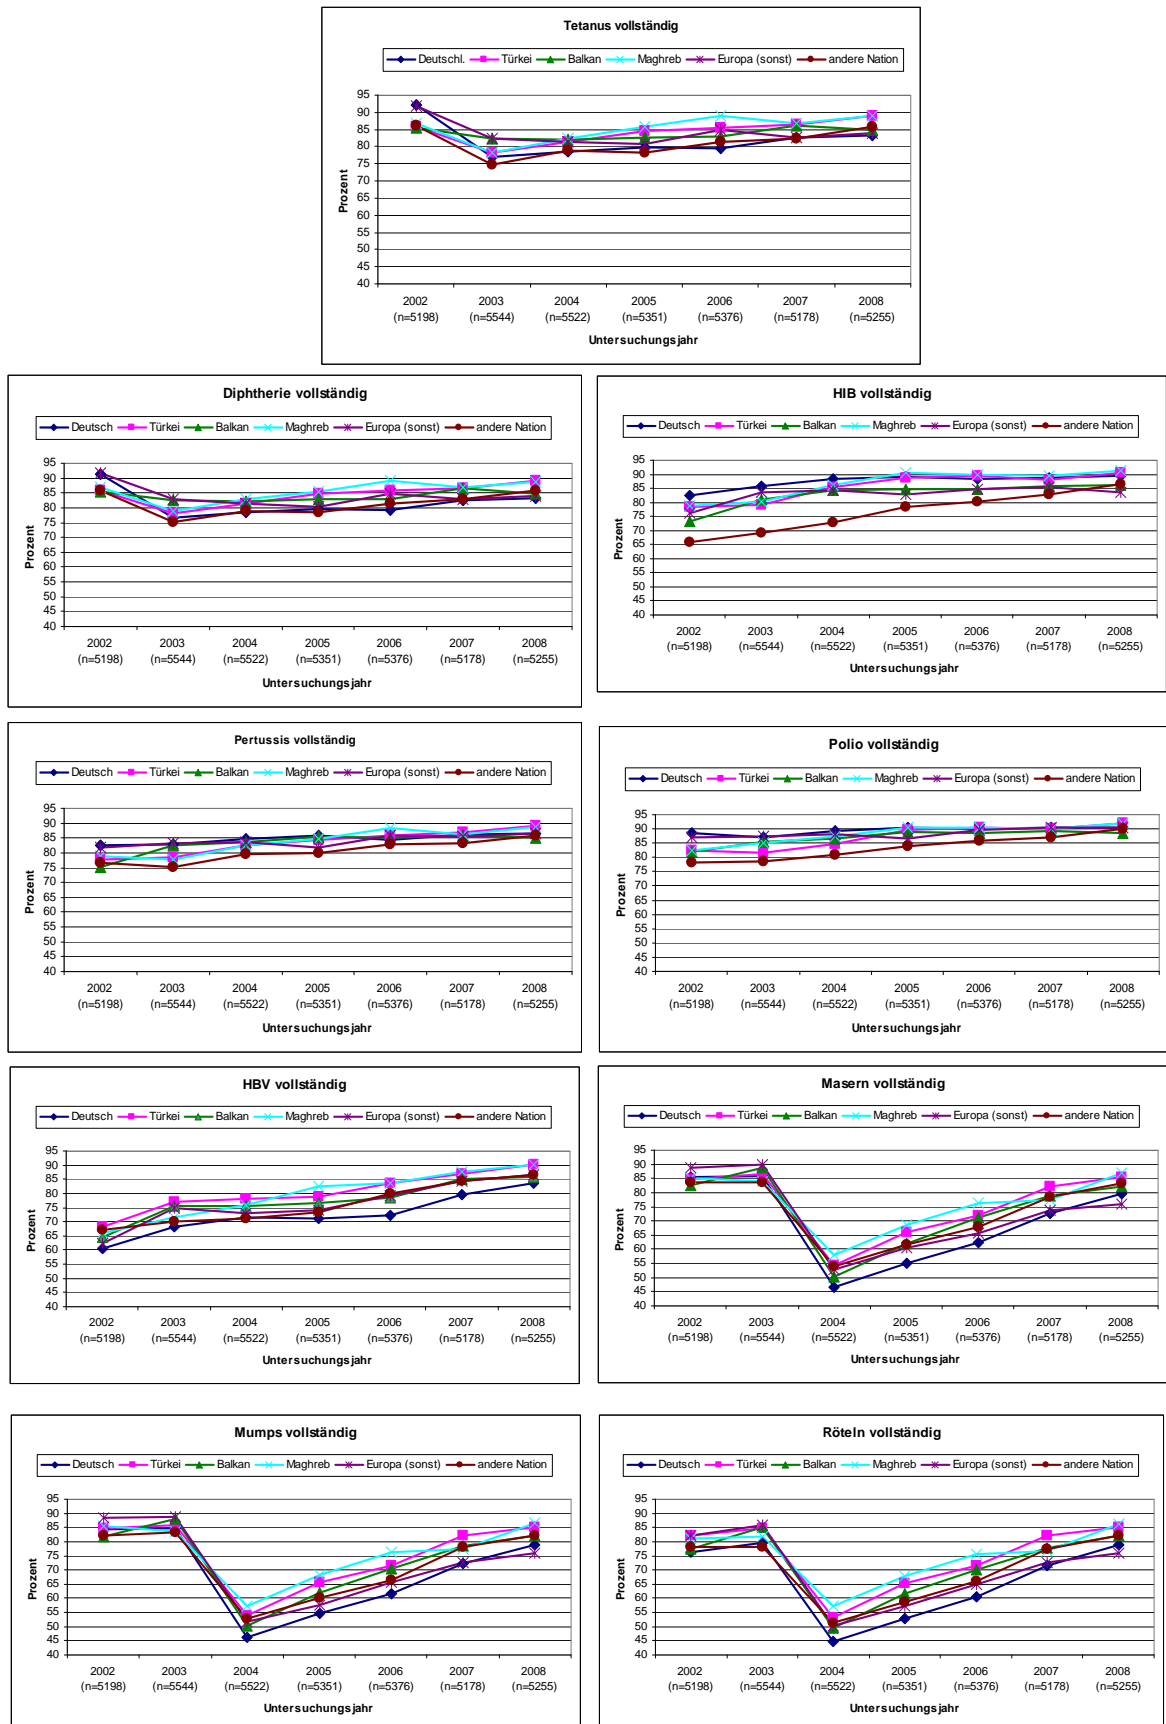 Tetanus vollständig
Deutschl. Türkei Balkan Maghreb Europa (sonst) andere Nation
95
90
85
80
75
70
65
60
55
50
45
40
Prozent
2002 2003 2004 2005 2006 2007 2008
(n=5198) (n=5544) (n=5522) (n=5351) (n=5376) (n=5178) (n=5255)
Untersuchungsjahr
Diphtherie vollständig
Deutsch Türkei Balkan Maghreb Europa (sonst) andere Nation
95
90
85
80
75
70
65
60
55
50
45
40
Prozent
2002 2003 2004 2005 2006 2007 2008
(n=5198) (n=5544) (n=5522) (n=5351) (n=5376) (n=5178) (n=5255)
Untersuchungsjahr
HIB vollständig
Deutsch Türkei Balkan Maghreb Europa (sonst) andere Nation
95
90
85
80
75
70
65
60
55
50
45
40
Prozent
2002 2003 2004 2005 2006 2007 2008
(n=5198) (n=5544) (n=5522) (n=5351) (n=5376) (n=5178) (n=5255)
Untersuchungsjahr
Pertussis vollständig
Deutsch Türkei Balkan Maghreb Europa (sonst) andere Nation
95
90
85
80
75
70
65
60
55
50
45
40
Prozent
2002 2003 2004 2005 2006 2007 2008
(n=5198) (n=5544) (n=5522) (n=5351) (n=5376) (n=5178) (n=5255)
Untersuchungsjahr
Polio vollständig
Deutsch Türkei Balkan Maghreb Europa (sonst) andere Nation
95
90
85
80
75
70
65
60
55
50
45
40
Prozent
2002 2003 2004 2005 2006 2007 2008
(n=5198) (n=5544) (n=5522) (n=5351) (n=5376) (n=5178) (n=5255)
Untersuchungsjahr
HBV vollständig
Deutsch Türkei Balkan Maghreb Europa (sonst) andere Nation
95
90
85
80
75
70
65
60
55
50
45
40
Prozent
2002 2003 2004 2005 2006 2007 2008
(n=5198) (n=5544) (n=5522) (n=5351) (n=5376) (n=5178) (n=5255)
Untersuchungsjahr
Masern vollständig
Deutsch Türkei Balkan Maghreb Europa (sonst) andere Nation
95
90
85
80
75
70
65
60
55
50
45
40
Prozent
2002 2003 2004 2005 2006 2007 2008
(n=5198) (n=5544) (n=5522) (n=5351) (n=5376) (n=5178) (n=5255)
Untersuchungsjahr
Mumps vollständig
Deutsch Türkei Balkan Maghreb Europa (sonst) andere Nation
95
90
85
80
75
70
65
60
55
50
45
40
Prozent
2002 2003 2004 2005 2006 2007 2008
(n=5198) (n=5544) (n=5522) (n=5351) (n=5376) (n=5178) (n=5255)
Untersuchungsjahr
Röteln vollständig
Deutsch Türkei Balkan Maghreb Europa (sonst) andere Nation
95
90
85
80
75
70
65
60
55
50
45
40
Prozent
2002 2003 2004 2005 2006 2007 2008
(n=5198) (n=5544) (n=5522) (n=5351) (n=5376) (n=5178) (n=5255)
Untersuchungsjahr